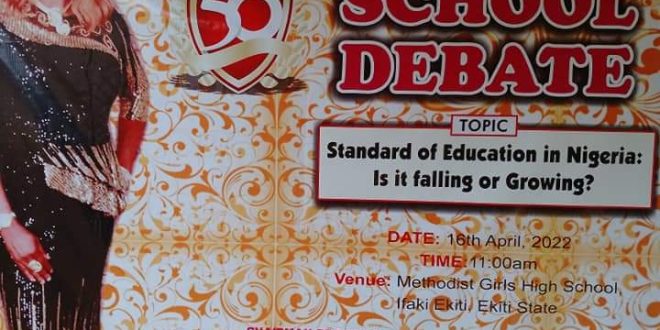 50
SCHOOL
DEBATE
TOPIC
Standard of Education in Nigeria:
Is it falling or Growing?
DATE: 16th April, 2022
TIME:11:00am
Venue: Methodist Girls High School,
Ifaki Ekiti, Ekiti State